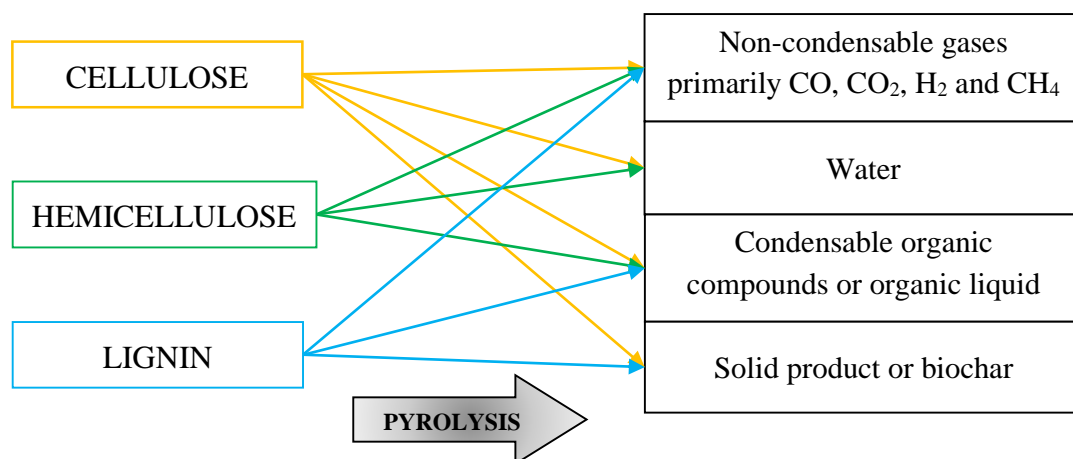 CELLULOSE
HEMICELLULOSE
LIGNIN
PYROLYSIS
Non-condensable gases
primarily CO, CO₂, H₂ and CH₄
Water
Condensable organic
compounds or organic liquid
Solid product or biochar